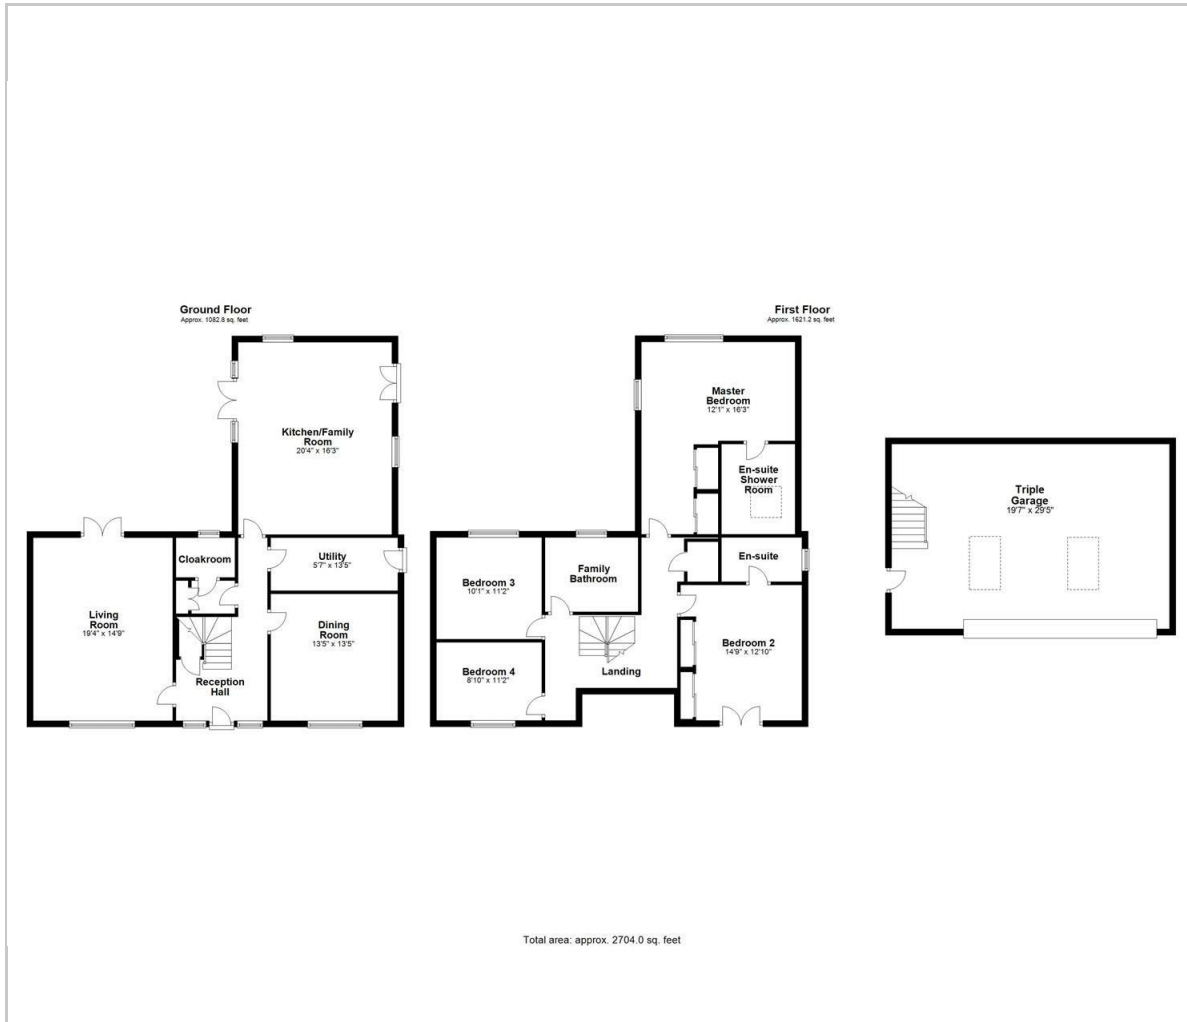 Ground Floor
Approx. 1082.8 sq. feet
Kitchen/Family
Room
20'4" x 16'3"
Cloakroom
Utility
5'7" x 13'5"
Living
Room
19'4" x 14'9"
Dining
Room
13'5" x 13'5"
Reception
Hall
First Floor
Approx. 1621.2 sq. feet
Master
Bedroom
12'1" x 16'3"
En-suite
Shower
Room
En-suite
Family
Bathroom
Bedroom 3
10'1" x 11'2"
Bedroom 2
14'9" x 12'10"
Bedroom 4
8'10" x 11'2"
Landing
Triple
Garage
19'7" x 29'5"
Total area: approx. 2704.0 sq. feet